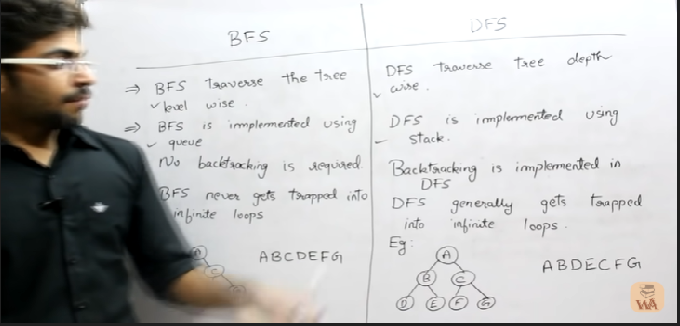 BFS
⇒ BFS traverse the tree
level wise.
⇒ BFS is implemented using
queue
No backtracking is required
BFS never gets trapped into
infinite loops
C
ABCDEFG
DFS
DFS traverse tree depth
wise.
DFS is implemented using
stack.
Backtracking is implemented in
DFS
DFS generally gets trapped
into infinite loops.
Eg:
A
B C
D E F G
ABDECFG
WA